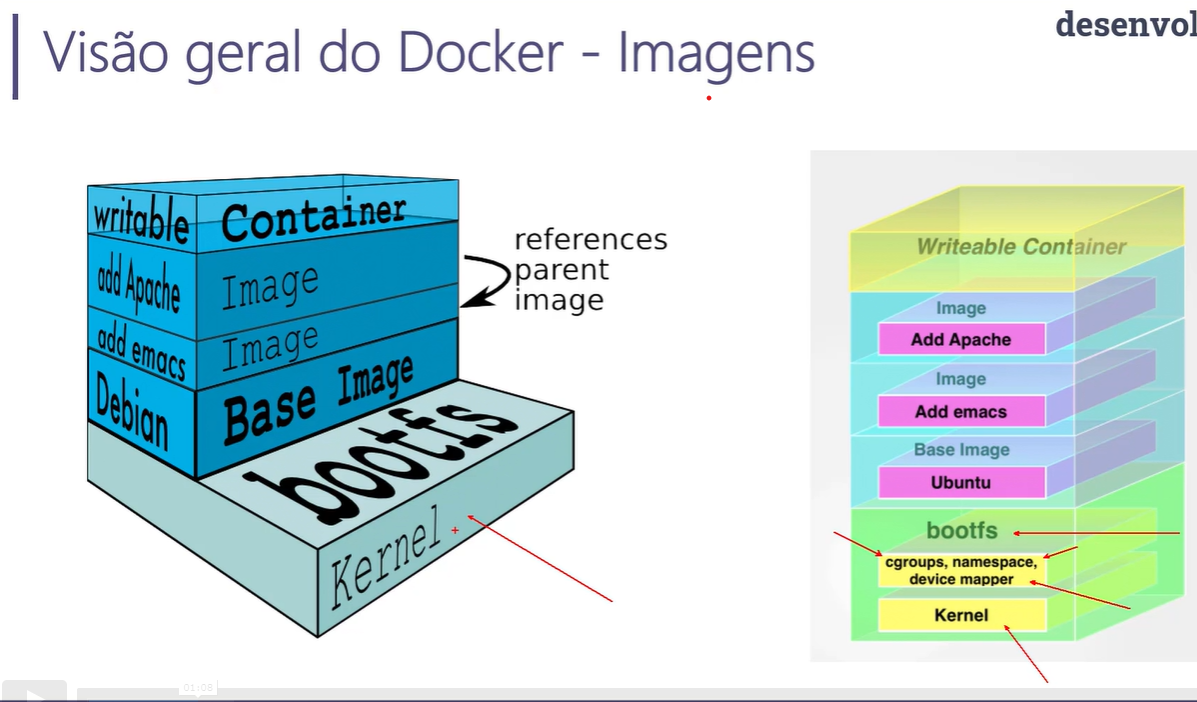 Visão geral do Docker - Imagens
desenvol
writable Container
add Apache Image
add emacs Image
Debian Base Image
references
parent
image
bootfs
Kernel
Writeable Container
Image
Add Apache
Image
Add emacs
Base Image
Ubuntu
bootfs
cgroups, namespace,
device mapper
Kernel
01:08